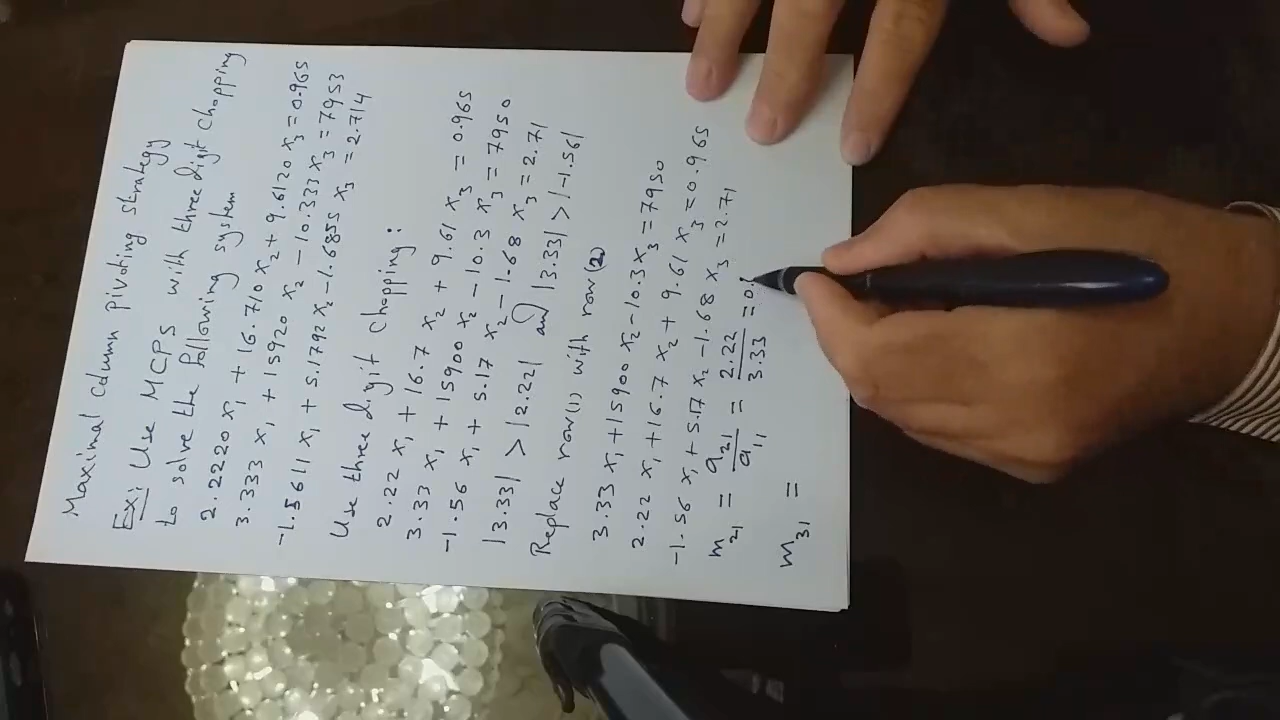 Maximal column pivoting strategy
Ex: Use MCPS with three digit chopping
to solve the following system
2.2220 x₁ + 16.710 x₂ + 9.6120 x₃ = 0.965
3.333 x₁ + 15920 x₂ - 10.333 x₃ = 7953
-1.5611 x₁ + 5.1792 x₂ - 1.6855 x₃ = 2.714
Use three digit chopping:
2.22 x₁ + 16.7 x₂ + 9.61 x₃ = 0.965
3.33 x₁ + 15900 x₂ - 10.3 x₃ = 7950
-1.56 x₁ + 5.17 x₂ - 1.68 x₃ = 2.71
|3.33| > |2.22| and |3.33| > |-1.56|
Replace row(1) with row(2)
3.33 x₁ + 15900 x₂ - 10.3 x₃ = 7950
2.22 x₁ + 16.7 x₂ + 9.61 x₃ = 0.965
-1.56 x₁ + 5.17 x₂ - 1.68 x₃ = 2.71
m₂₁ = a₂₁/a₁₁ = 2.22/3.33 = 0.
m₃₁ =